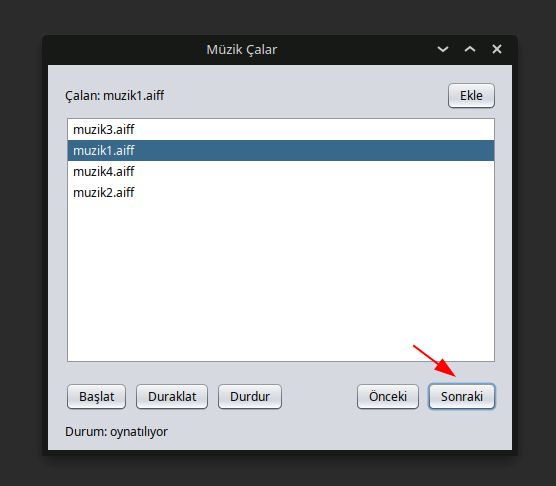 Müzik Çalar
Çalan: muzik1.aiff
Ekle
muzik3.aiff
muzik1.aiff
muzik4.aiff
muzik2.aiff
Başlat Duraklat Durdur Önceki Sonraki
Durum: oynatılıyor